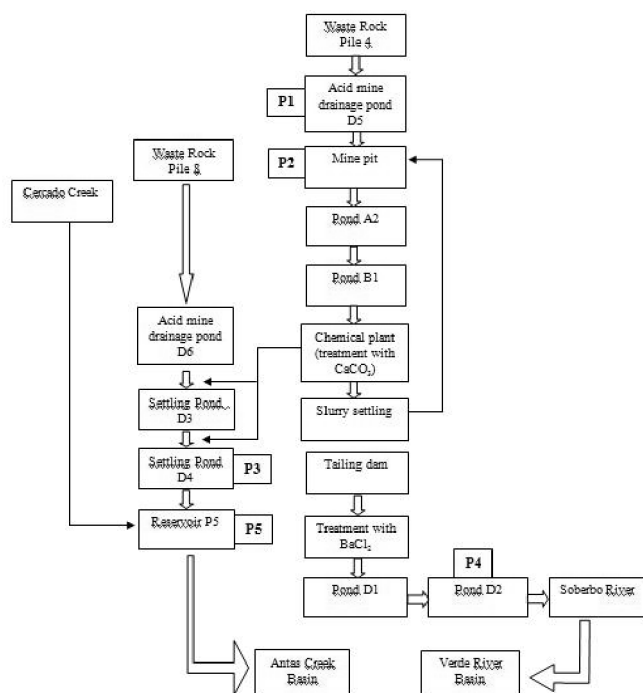 Waste Rock
Pile 4
P1
Acid mine
drainage pond
D5
Waste Rock
Pile 8
P2
Mine pit
Cercado Creek
Pond A2
Pond B1
Acid mine
drainage pond
D6
Chemical plant
(treatment with
CaCO₃)
Settling Pond
D3
Slurry settling
Settling Pond
D4
P3
Tailing dam
Reservoir P5
P5
Treatment with
BaCl₂
P4
Pond D1
Pond D2
Soberbo River
Antas Creek
Basin
Verde River
Basin